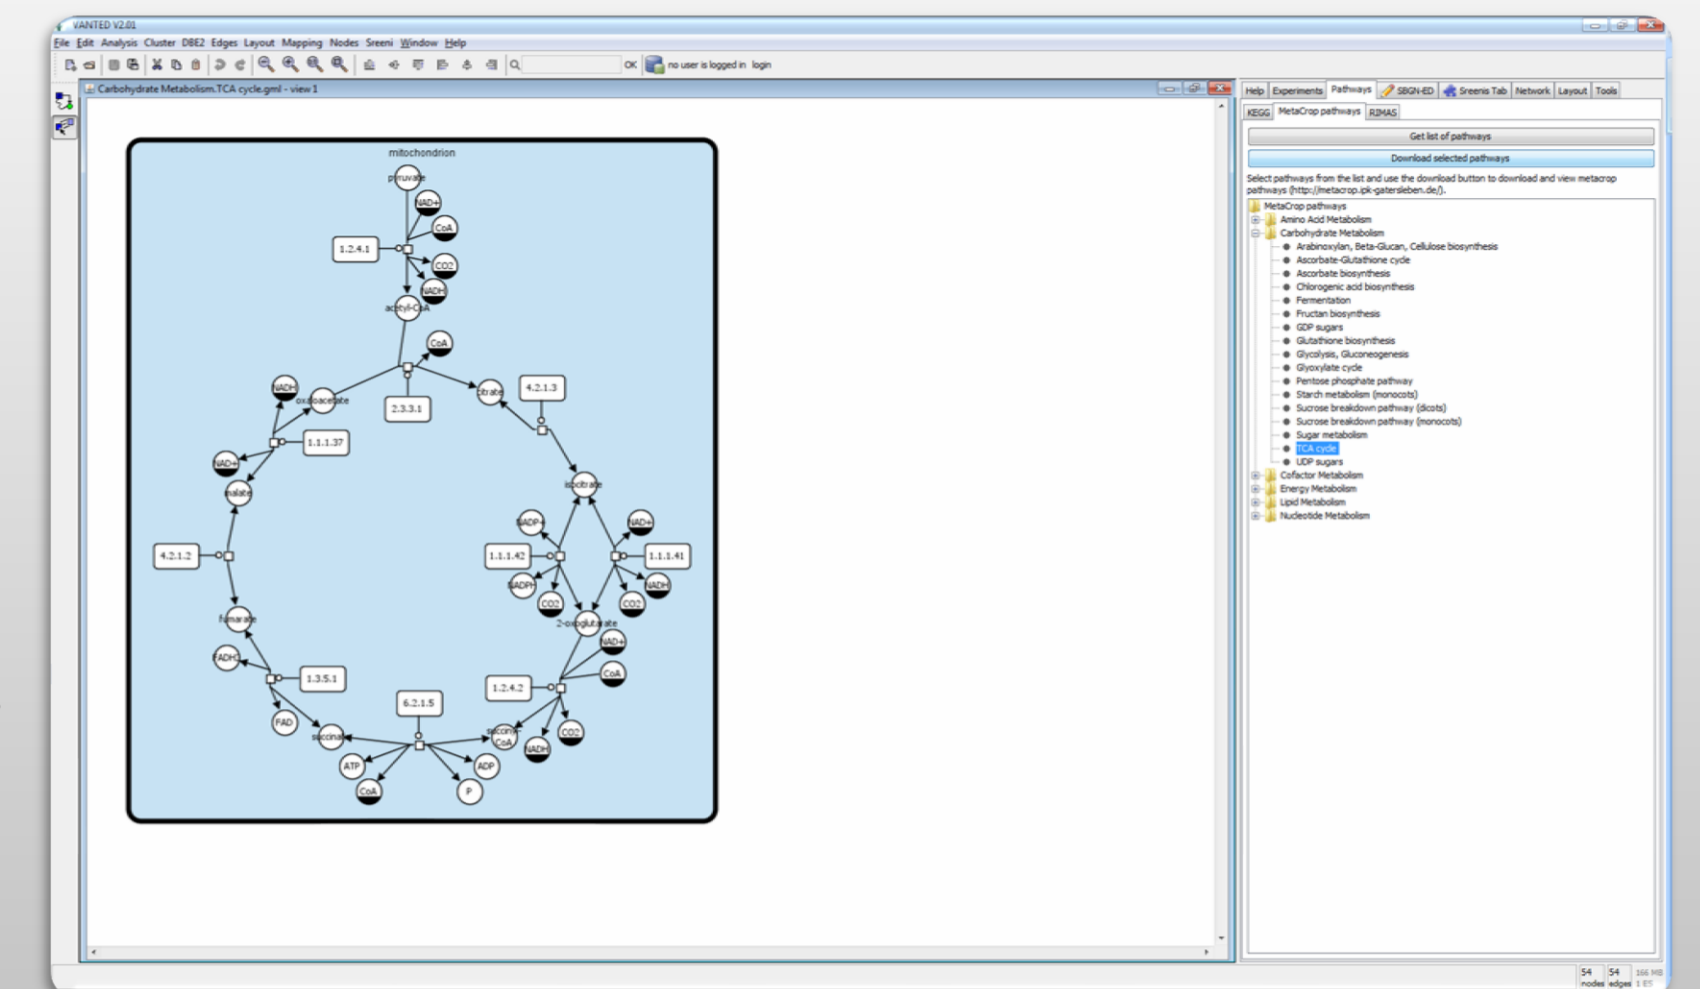 VANTED V2.01
File Edit Analysis Cluster DBE2 Edges Layout Mapping Nodes Sreeni Window Help
OK no user is logged in login
Carbohydrate Metabolism.TCA cycle.gml - view 1
mitochondrion
pyruvate
NAD+
CoA
1.2.4.1
CO2
NADH
acetyl-CoA
CoA
NADH
oxaloacetate
2.3.3.1
citrate
4.2.1.3
1.1.1.37
NAD+
malate
isocitrate
NADP+
NAD+
4.2.1.2
1.1.1.42
1.1.1.41
NADPH
CO2
CO2
NADH
fumarate
2-oxoglutarate
NAD+
FADH2
CoA
1.3.5.1
6.2.1.5
1.2.4.2
FAD
succinate
succinyl-
CoA
NADH
CO2
ATP
ADP
CoA
P
Help Experiments Pathways SBGN-ED Sreenis Tab Network Layout Tools
KEGG MetaCrop pathways RIMAS
Get list of pathways
Download selected pathways
Select pathways from the list and use the download button to download and view metacrop
pathways (http://metacrop.ipk-gatersleben.de/).
MetaCrop pathways
Amino Acid Metabolism
Carbohydrate Metabolism
Arabinoxylan, Beta-Glucan, Cellulose biosynthesis
Ascorbate-Glutathione cycle
Ascorbate biosynthesis
Chlorogenic acid biosynthesis
Fermentation
Fructan biosynthesis
GDP sugars
Glutathione biosynthesis
Glycolysis, Gluconeogenesis
Glyoxylate cycle
Pentose phosphate pathway
Starch metabolism (monocots)
Sucrose breakdown pathway (dicots)
Sucrose breakdown pathway (monocots)
Sugar metabolism
TCA cycle
UDP sugars
Cofactor Metabolism
Energy Metabolism
Lipid Metabolism
Nucleotide Metabolism
54 54 166 MB
nodes edges